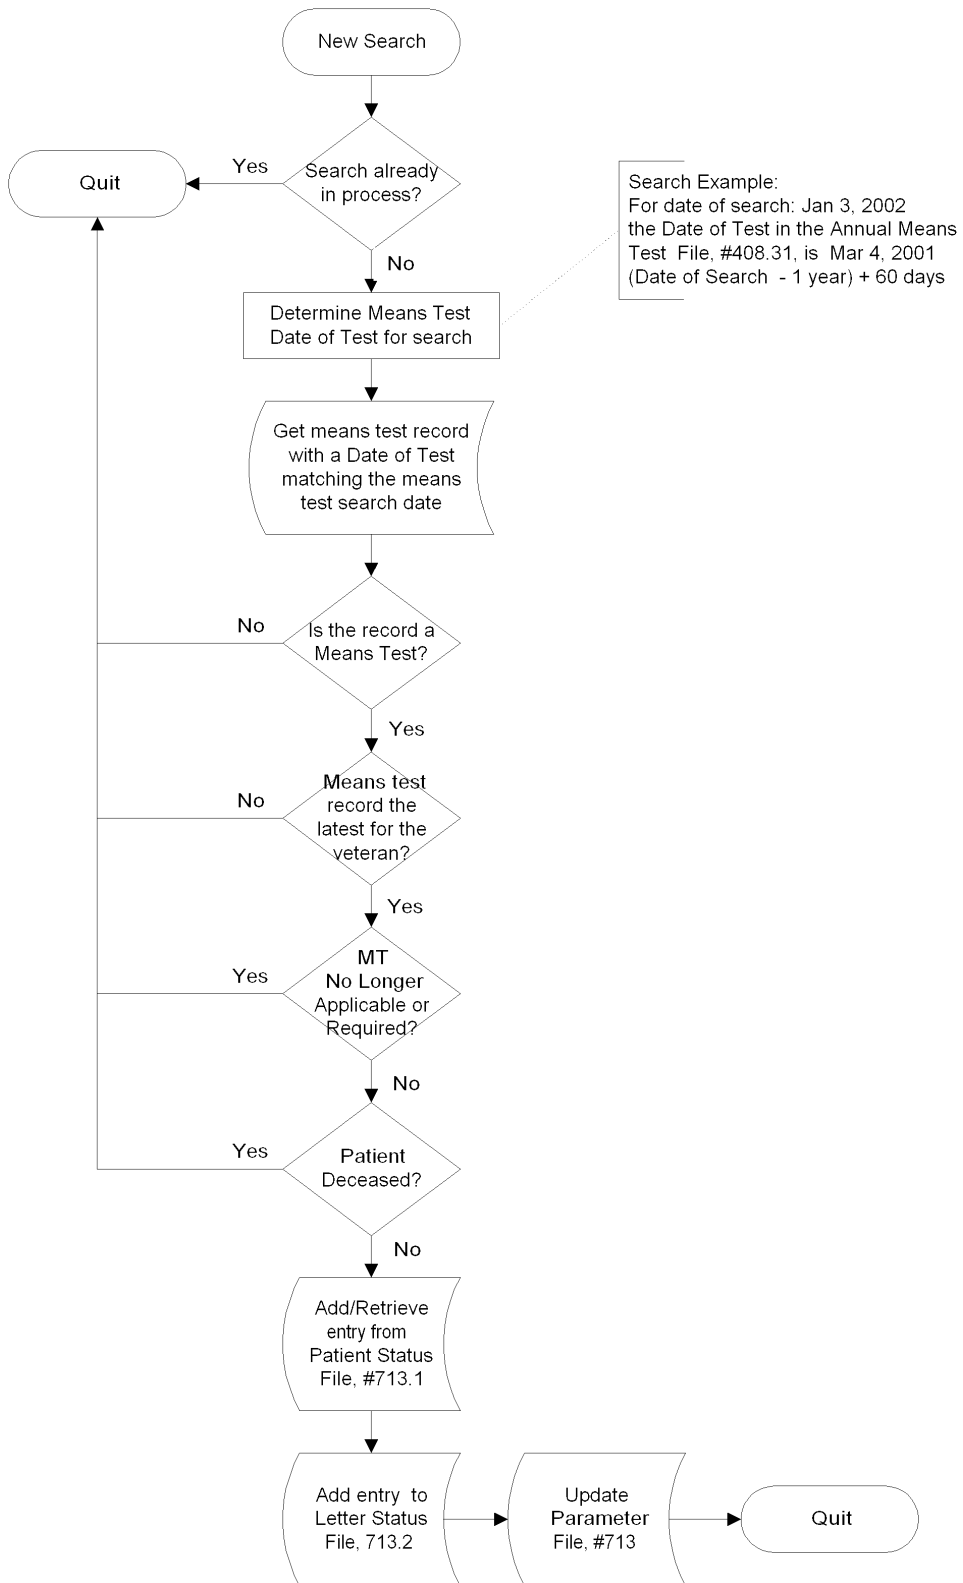 New Search
Yes
Quit
Search already
in process?
Search Example:
For date of search: Jan 3, 2002
the Date of Test in the Annual Means
Test File, #408.31, is Mar 4, 2001
(Date of Search - 1 year) + 60 days
No
Determine Means Test
Date of Test for search
Get means test record
with a Date of Test
matching the means
test search date
No
Is the record a
Means Test?
Yes
No
Means test
record the
latest for the
veteran?
Yes
Yes
MT
No Longer
Applicable or
Required?
No
Yes
Patient
Deceased?
No
Add/Retrieve
entry from
Patient Status
File, #713.1
Add entry to
Letter Status
File, 713.2
Update
Parameter
File, #713
Quit